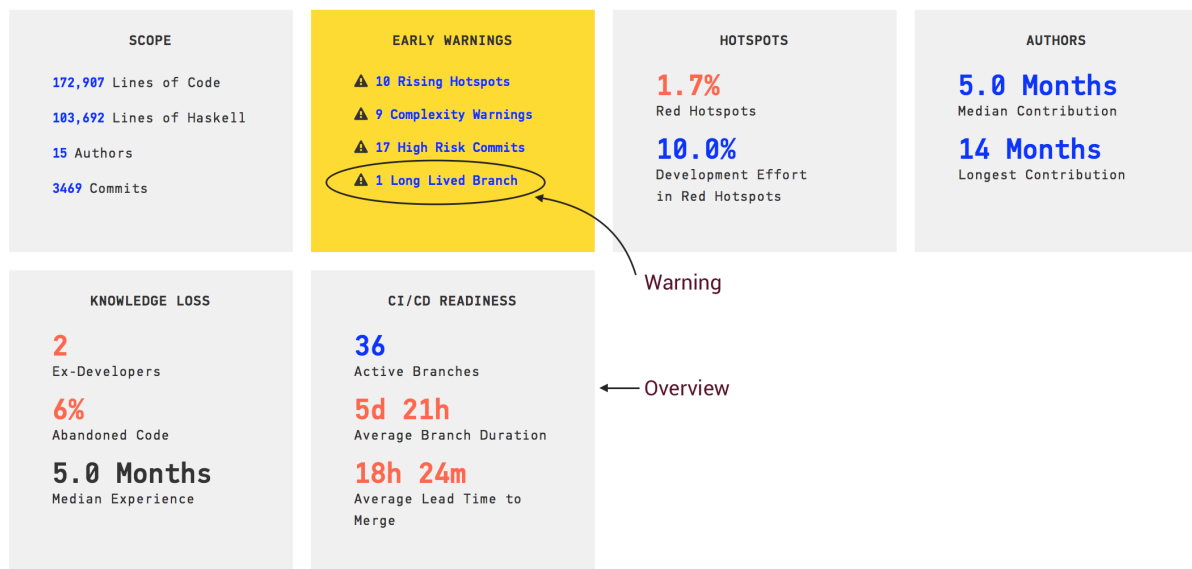 SCOPE
172,907 Lines of Code
103,692 Lines of Haskell
15 Authors
3469 Commits
EARLY WARNINGS
10 Rising Hotspots
9 Complexity Warnings
17 High Risk Commits
1 Long Lived Branch
HOTSPOTS
1.7%
Red Hotspots
10.0%
Development Effort
in Red Hotspots
AUTHORS
5.0 Months
Median Contribution
14 Months
Longest Contribution
Warning
KNOWLEDGE LOSS
2
Ex-Developers
6%
Abandoned Code
5.0 Months
Median Experience
CI/CD READINESS
36
Active Branches
5d 21h
Average Branch Duration
18h 24m
Average Lead Time to
Merge
Overview